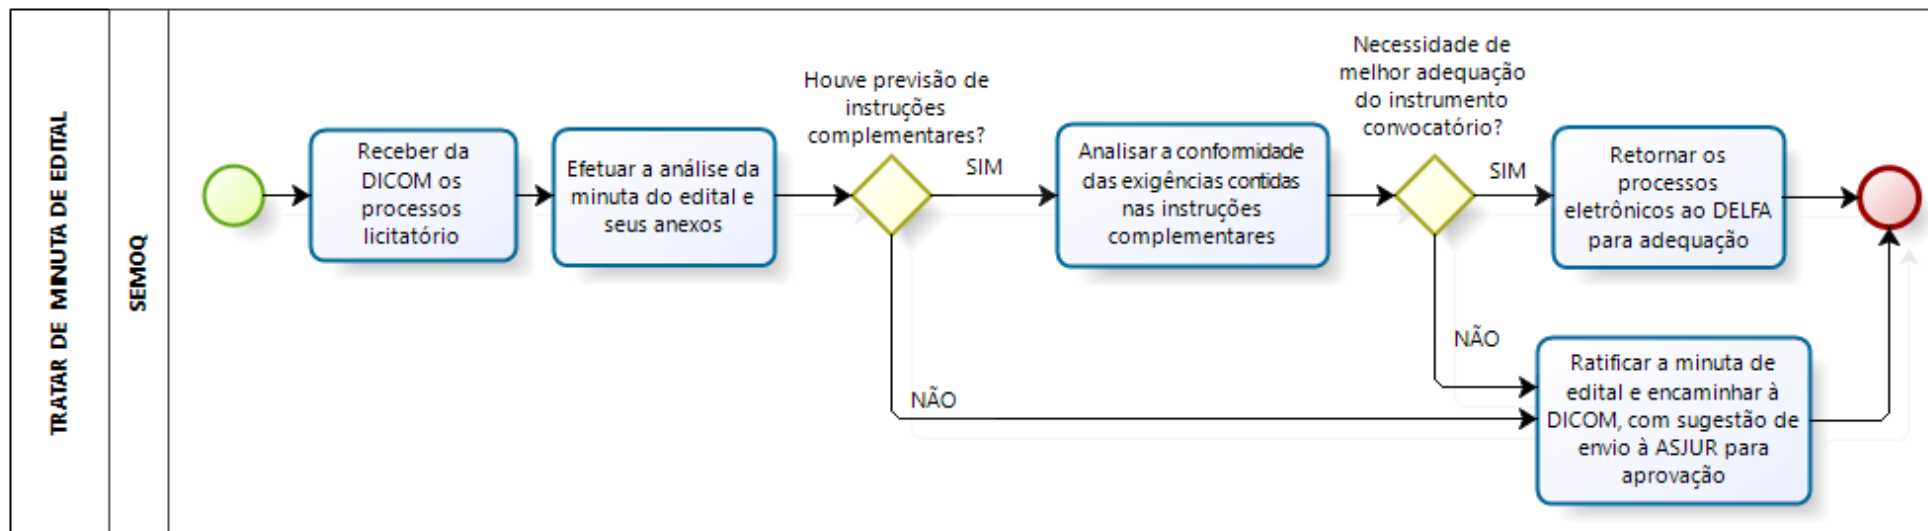 TRATAR DE MINUTA DE EDITAL
SEMOQ
Receber da
DICOM os
processos
licitatório
Efetuar a análise da
minuta do edital e
seus anexos
Houve previsão de
instruções
complementares?
SIM
NÃO
Analisar a conformidade
das exigências contidas
nas instruções
complementares
Necessidade de
melhor adequação
do instrumento
convocatório?
SIM
NÃO
Retornar os
processos
eletrônicos ao DELFA
para adequação
Ratificar a minuta de
edital e encaminhar à
DICOM, com sugestão de
envio à ASJUR para
aprovação